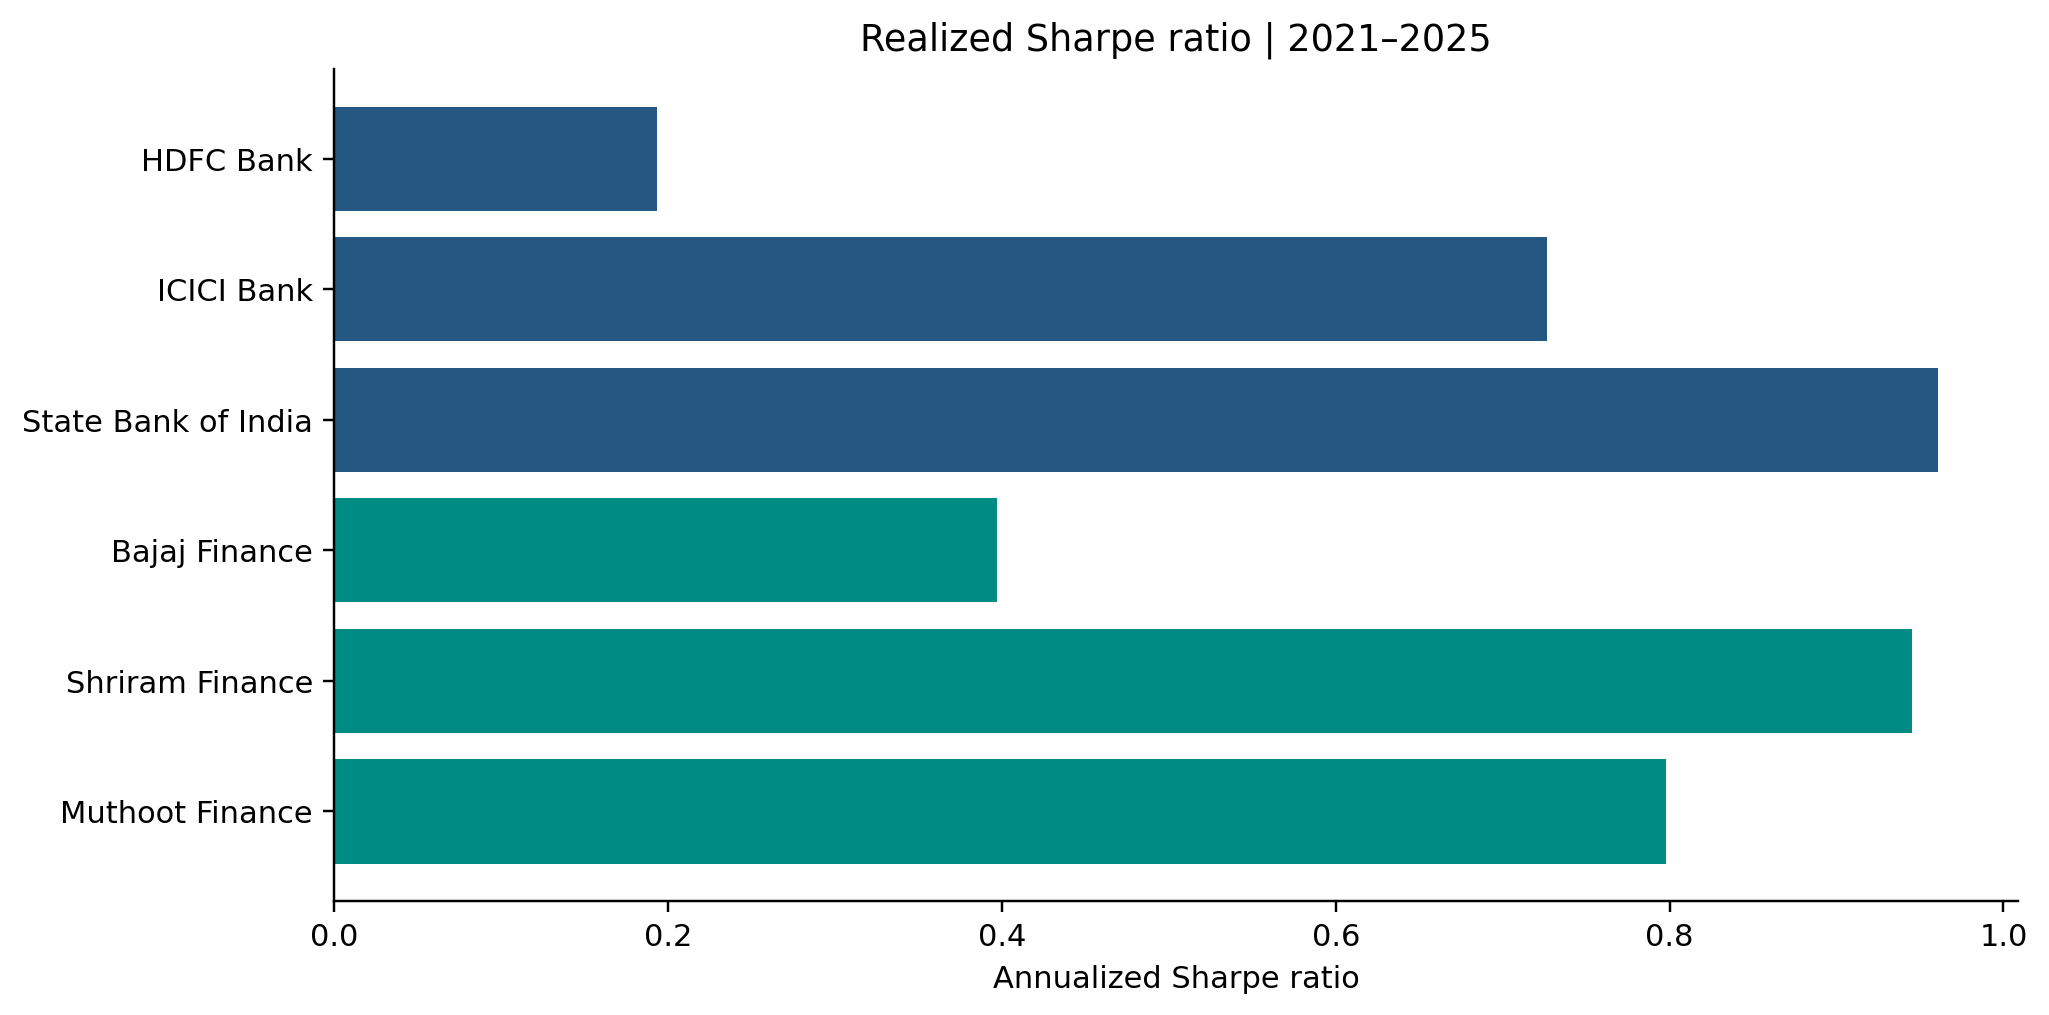 Realized Sharpe ratio | 2021–2025
HDFC Bank
ICICI Bank
State Bank of India
Bajaj Finance
Shriram Finance
Muthoot Finance
0.0 0.2 0.4 0.6 0.8 1.0
Annualized Sharpe ratio